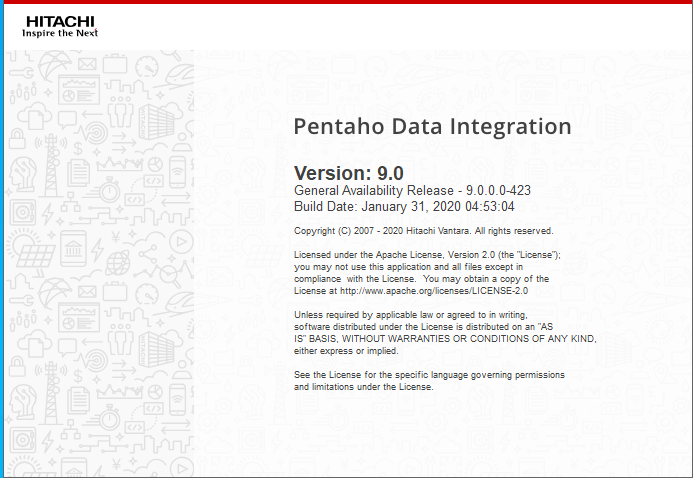 HITACHI
Inspire the Next
Pentaho Data Integration
Version: 9.0
General Availability Release - 9.0.0.0-423
Build Date: January 31, 2020 04:53:04
Copyright (C) 2007 - 2020 Hitachi Vantara. All rights reserved.
Licensed under the Apache License, Version 2.0 (the "License");
you may not use this application and all files except in
compliance  with the License.  You may obtain a copy of the
License at http://www.apache.org/licenses/LICENSE-2.0
Unless required by applicable law or agreed to in writing,
software distributed under the License is distributed on an "AS
IS" BASIS, WITHOUT WARRANTIES OR CONDITIONS OF ANY KIND,
either express or implied.
See the License for the specific language governing permissions
and limitations under the License.